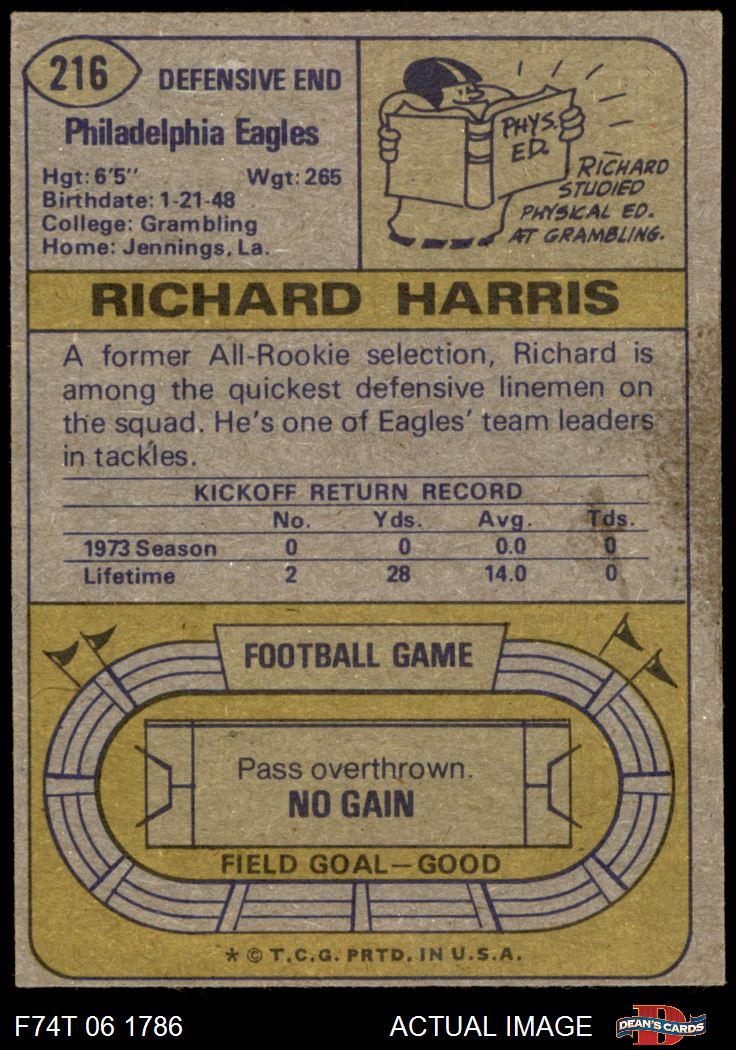 216
DEFENSIVE END
Philadelphia Eagles
Hgt: 6'5" Wgt: 265
Birthdate: 1-21-48
College: Grambling
Home: Jennings, La.
PHYS.
ED.
RICHARD
STUDIED
PHYSICAL ED.
AT GRAMBLING.
RICHARD HARRIS
A former All-Rookie selection, Richard is
among the quickest defensive linemen on
the squad. He's one of Eagles' team leaders
in tackles.
KICKOFF RETURN RECORD
No. Yds. Avg. Tds.
1973 Season 0 0 0.0 0
Lifetime 2 28 14.0 0
FOOTBALL GAME
Pass overthrown.
NO GAIN
FIELD GOAL—GOOD
* © T.C.G. PRTD. IN U.S.A.
F74T 06 1786 ACTUAL IMAGE
D
DEAN'S CARDS